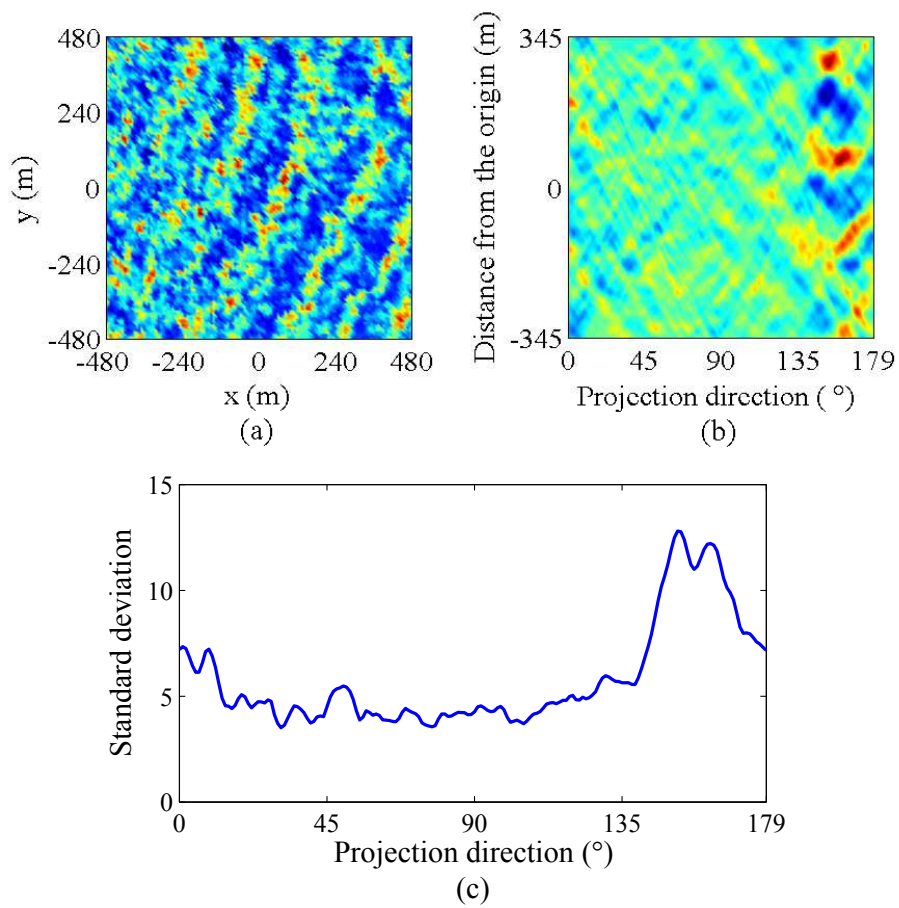 480
240
0
-240
-480
y (m)
-480 -240 0 240 480
x (m)
(a)
345
0
-345
Distance from the origin (m)
0 45 90 135 179
Projection direction ( °)
(b)
15
10
5
0
Standard deviation
0 45 90 135 179
Projection direction (°)
(c)